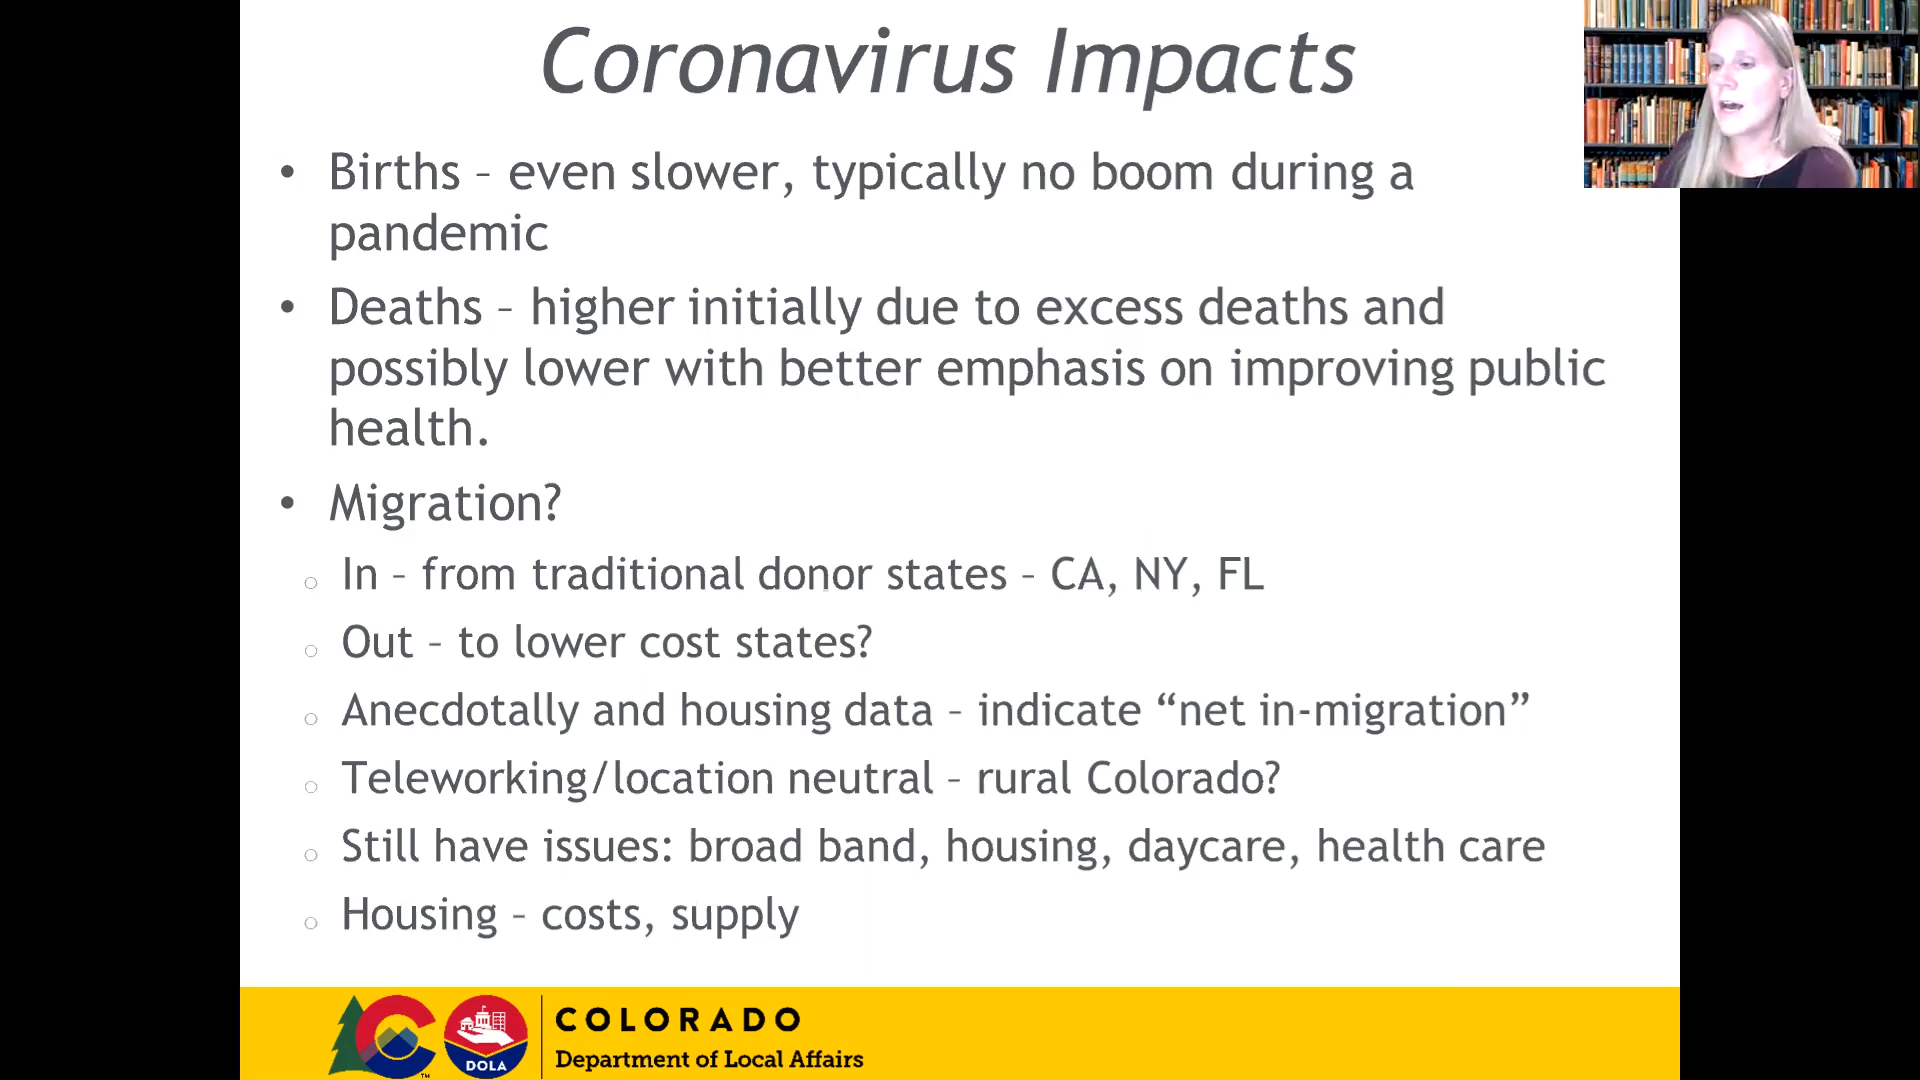 Coronavirus Impacts
• Births – even slower, typically no boom during a
pandemic
• Deaths – higher initially due to excess deaths and
possibly lower with better emphasis on improving public
health.
• Migration?
○ In – from traditional donor states – CA, NY, FL
○ Out – to lower cost states?
○ Anecdotally and housing data – indicate “net in-migration”
○ Teleworking/location neutral – rural Colorado?
○ Still have issues: broad band, housing, daycare, health care
○ Housing – costs, supply
COLORADO
Department of Local Affairs
DOLA
TM